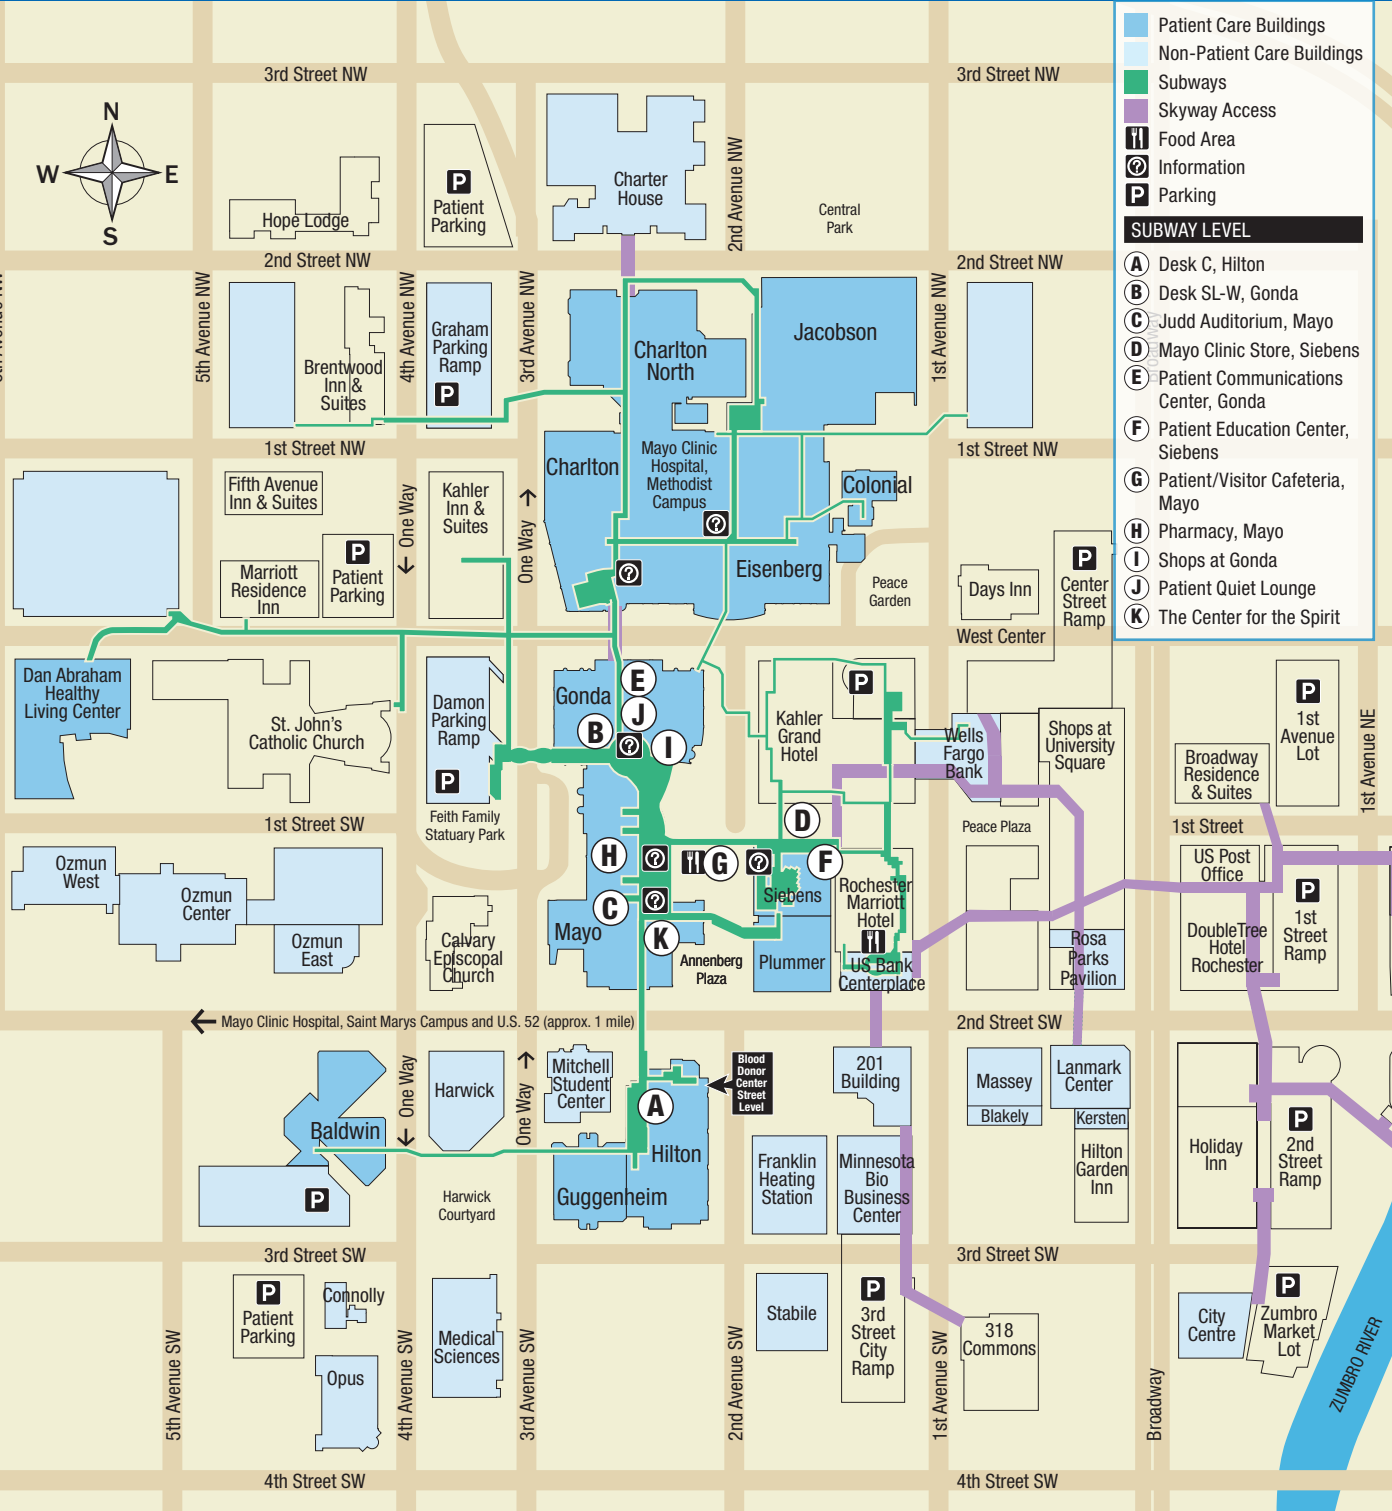 Patient Care Buildings
Non-Patient Care Buildings
Subways
Skyway Access
Food Area
Information
P
Parking
SUBWAY LEVEL
A
Desk C, Hilton
B
Desk SL-W, Gonda
C
Judd Auditorium, Mayo
D
Mayo Clinic Store, Siebens
E
Patient Communications
Center, Gonda
F
Patient Education Center,
Siebens
G
Patient/Visitor Cafeteria,
Mayo
H
Pharmacy, Mayo
I
Shops at Gonda
J
Patient Quiet Lounge
K
The Center for the Spirit
Broadway
3rd Street NW
3rd Street NW
N
W
E
S
Hope Lodge
P
Patient
Parking
Charter
House
2nd Avenue NW
Central
Park
2nd Street NW
2nd Street NW
5th Avenue NW
4th Avenue NW
3rd Avenue NW
1st Avenue NW
Brentwood
Inn &
Suites
Graham
Parking
Ramp
P
Charlton
North
Jacobson
1st Street NW
1st Street NW
Charlton
Mayo Clinic
Hospital,
Methodist
Campus
?
Colonial
Fifth Avenue
Inn & Suites
One Way
Kahler
Inn &
Suites
One Way
P
Patient
Parking
Marriott
Residence
Inn
?
Eisenberg
Peace
Garden
Days Inn
P
Center
Street
Ramp
West Center
Dan Abraham
Healthy
Living Center
St. John's
Catholic Church
Damon
Parking
Ramp
P
Gonda
E
J
B
?
I
Kahler
Grand
Hotel
P
Wells
Fargo
Bank
Shops at
University
Square
P
1st
Avenue
Lot
1st Avenue NE
Broadway
Residence
& Suites
Feith Family
Statuary Park
1st Street SW
D
Peace Plaza
1st Street
H
?
G
?
F
Ozmun
West
Ozmun
Center
Ozmun
East
Siebens
Rochester
Marriott
Hotel
US Post
Office
P
1st
Street
Ramp
C
?
Mayo
K
Calvary
Episcopal
Church
Annenberg
Plaza
Plummer
US Bank
Centerplace
Rosa
Parks
Pavilion
DoubleTree
Hotel
Rochester
Mayo Clinic Hospital, Saint Marys Campus and U.S. 52 (approx. 1 mile)
2nd Street SW
One Way
Harwick
One Way
Mitchell
Student
Center
Blood
Donor
Center
Street
Level
201
Building
Massey
Blakely
Lanmark
Center
Kersten
A
Baldwin
Hilton
Guggenheim
P
Harwick
Courtyard
Franklin
Heating
Station
Minnesota
Bio
Business
Center
Hilton
Garden
Inn
Holiday
Inn
P
2nd
Street
Ramp
3rd Street SW
3rd Street SW
P
Patient
Parking
Connolly
Opus
Medical
Sciences
Stabile
P
3rd
Street
City
Ramp
318
Commons
City
Centre
P
Zumbro
Market
Lot
ZUMBRO RIVER
5th Avenue SW
4th Avenue SW
3rd Avenue SW
2nd Avenue SW
1st Avenue SW
Broadway
4th Street SW
4th Street SW